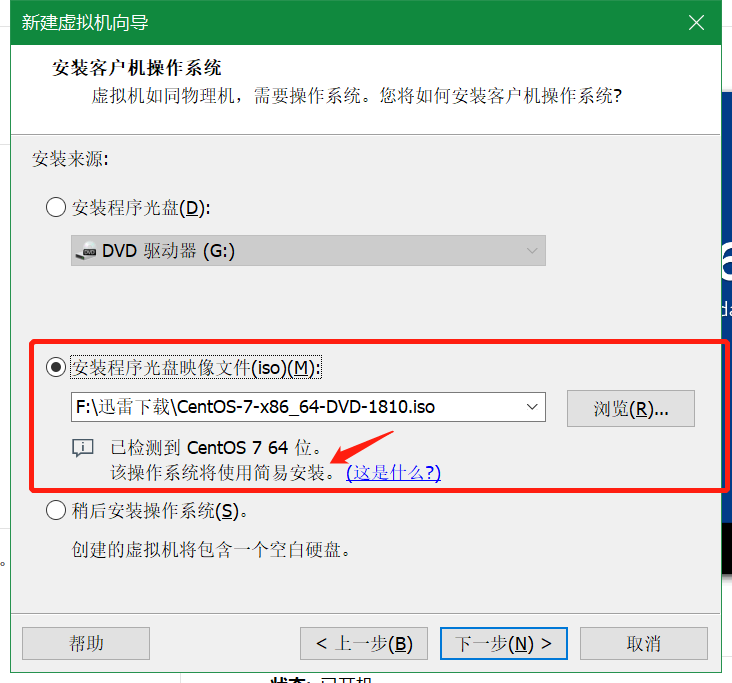 新建虚拟机向导
安装客户机操作系统
虚拟机如同物理机，需要操作系统。您将如何安装客户机操作系统?
安装来源:
安装程序光盘(D):
DVD 驱动器 (G:)
安装程序光盘映像文件(iso)(M):
F:\迅雷下载\CentOS-7-x86_64-DVD-1810.iso
浏览(R)...
已检测到 CentOS 7 64 位。
该操作系统将使用简易安装。 (这是什么?)
稍后安装操作系统(S)。
创建的虚拟机将包含一个空白硬盘。
帮助
< 上一步(B)
下一步(N) >
取消
状态: 已开机